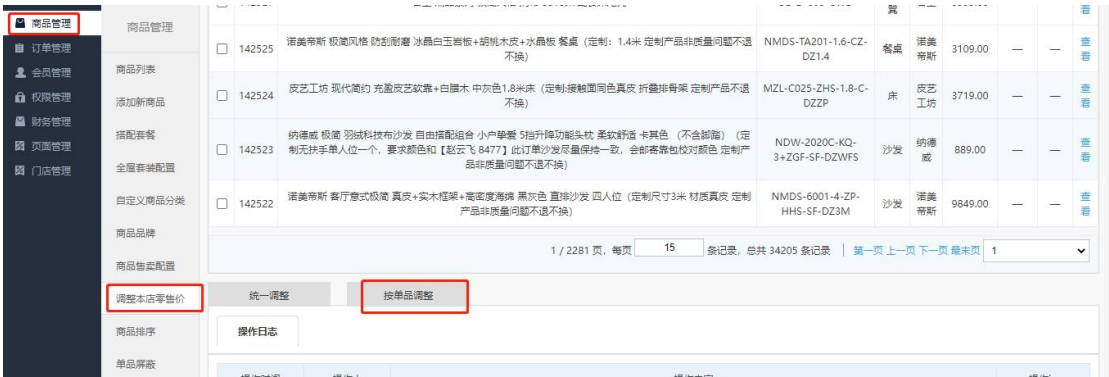 商品管理
订单管理
会员管理
权限管理
财务管理
页面管理
门店管理
商品管理
商品列表
添加新商品
搭配套餐
全屋套装配置
自定义商品分类
商品品牌
商品售卖配置
调整本店零售价
商品排序
单品屏蔽
看
142525
诺美帝斯 极简风格 防刮耐磨 冰晶白玉岩板+胡桃木皮+水晶板 餐桌（定制：1.4米 定制产品非质量问题不退
不换）
NMDS-TA201-1.6-CZ-
DZ1.4
餐桌
诺美
帝斯
3109.00
—
—
查
看
142524
皮艺工坊 现代简约 充盈皮艺软靠+白腊木 中灰色1.8米床（定制:接触面同色真皮 折叠排骨架 定制产品不退
不换）
MZL-C025-ZHS-1.8-C-
DZZP
床
皮艺
工坊
3719.00
—
—
查
看
142523
纳德威 极简 羽绒科技布沙发 自由搭配组合 小户挚爱 5挡升降功能头枕 柔软舒适 卡其色 （不含脚踏）（定
制无扶手单人位一个，要求颜色和【赵云飞 8477】此订单沙发尽量保持一致，会邮寄靠包校对颜色 定制产
品非质量问题不退不换）
NDW-2020C-KQ-
3+ZGF-SF-DZWFS
沙发
纳德
威
889.00
—
—
查
看
142522
诺美帝斯 客厅意式极简 真皮+实木框架+高密度海绵 黑灰色 直排沙发 四人位（定制尺寸3米 材质真皮 定制
产品非质量问题不退不换）
NMDS-6001-4-ZP-
HHS-SF-DZ3M
沙发
诺美
帝斯
9849.00
—
—
查
看
1 / 2281 页, 每页 15 条记录, 总共 34205 条记录 | 第一页 上一页 下一页 最末页 1
统一调整
按单品调整
操作日志